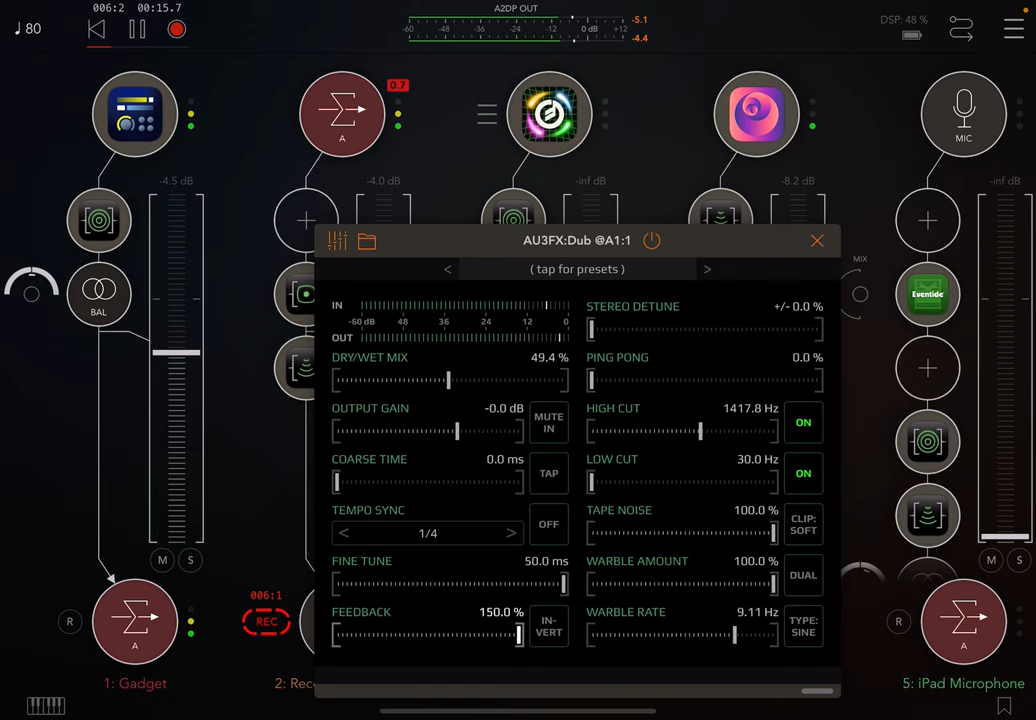 006:2 00:15.7
A2DP OUT
♩80
-60 -48 -36 -24 -12 0 dB +12
-5.1
-4.4
DSP: 48 %
0.7
A
MIC
-4.5 dB
-4.0 dB
-inf dB
-8.2 dB
-inf dB
BAL
MIX
Eventide
AU3FX:Dub @A1:1
< ( tap for presets ) >
IN
-60 dB 48 36 24 12 0
OUT
DRY/WET MIX 49.4 %
OUTPUT GAIN -0.0 dB
MUTE IN
COARSE TIME 0.0 ms
TAP
TEMPO SYNC
< 1/4 >
OFF
FINE TUNE 50.0 ms
FEEDBACK 150.0 %
IN-VERT
STEREO DETUNE +/- 0.0 %
PING PONG 0.0 %
HIGH CUT 1417.8 Hz
ON
LOW CUT 30.0 Hz
ON
TAPE NOISE 100.0 %
CLIP: SOFT
WARBLE AMOUNT 100.0 %
DUAL
WARBLE RATE 9.11 Hz
TYPE: SINE
M S
M S
R
A
006:1
REC
R
A
1: Gadget
2: Rec
5: iPad Microphone